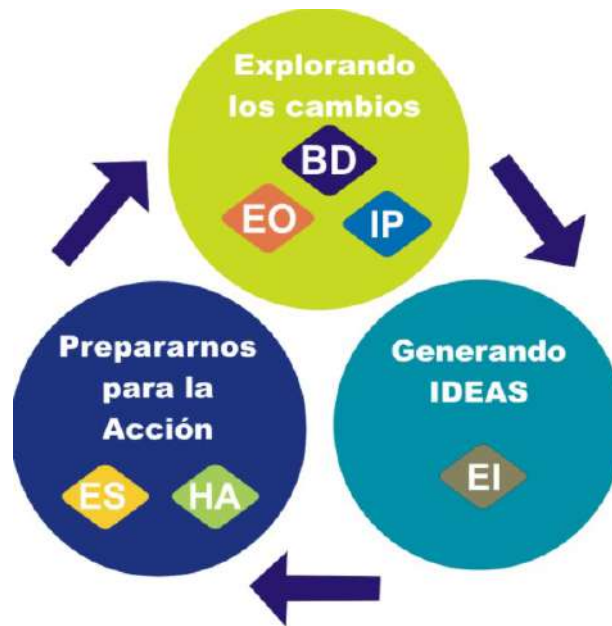 Explorando
los cambios
BD
EO
IP
Generando
IDEAS
EI
Prepararnos
para la
Acción
ES
HA